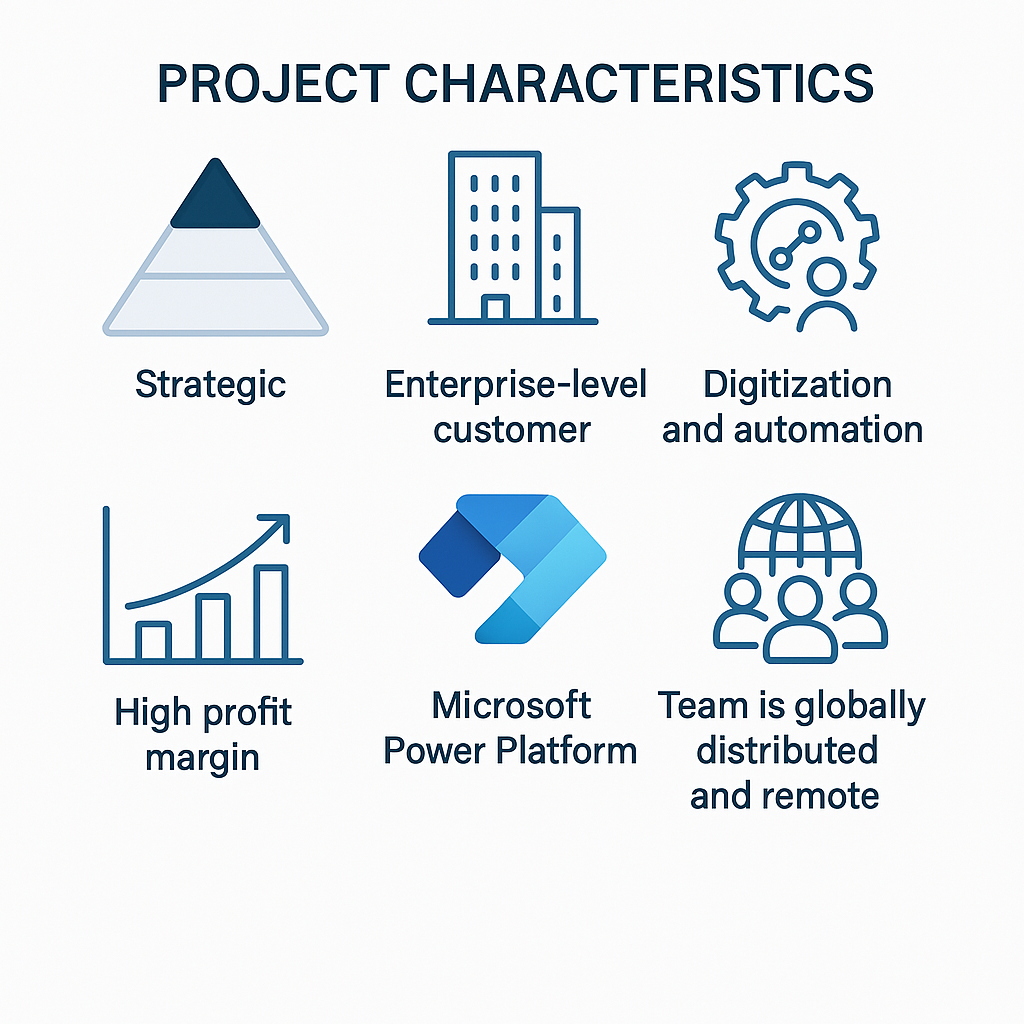 PROJECT CHARACTERISTICS
Strategic
Enterprise-level
customer
Digitization
and automation
High profit
margin
Microsoft
Power Platform
Team is globally
distributed
and remote